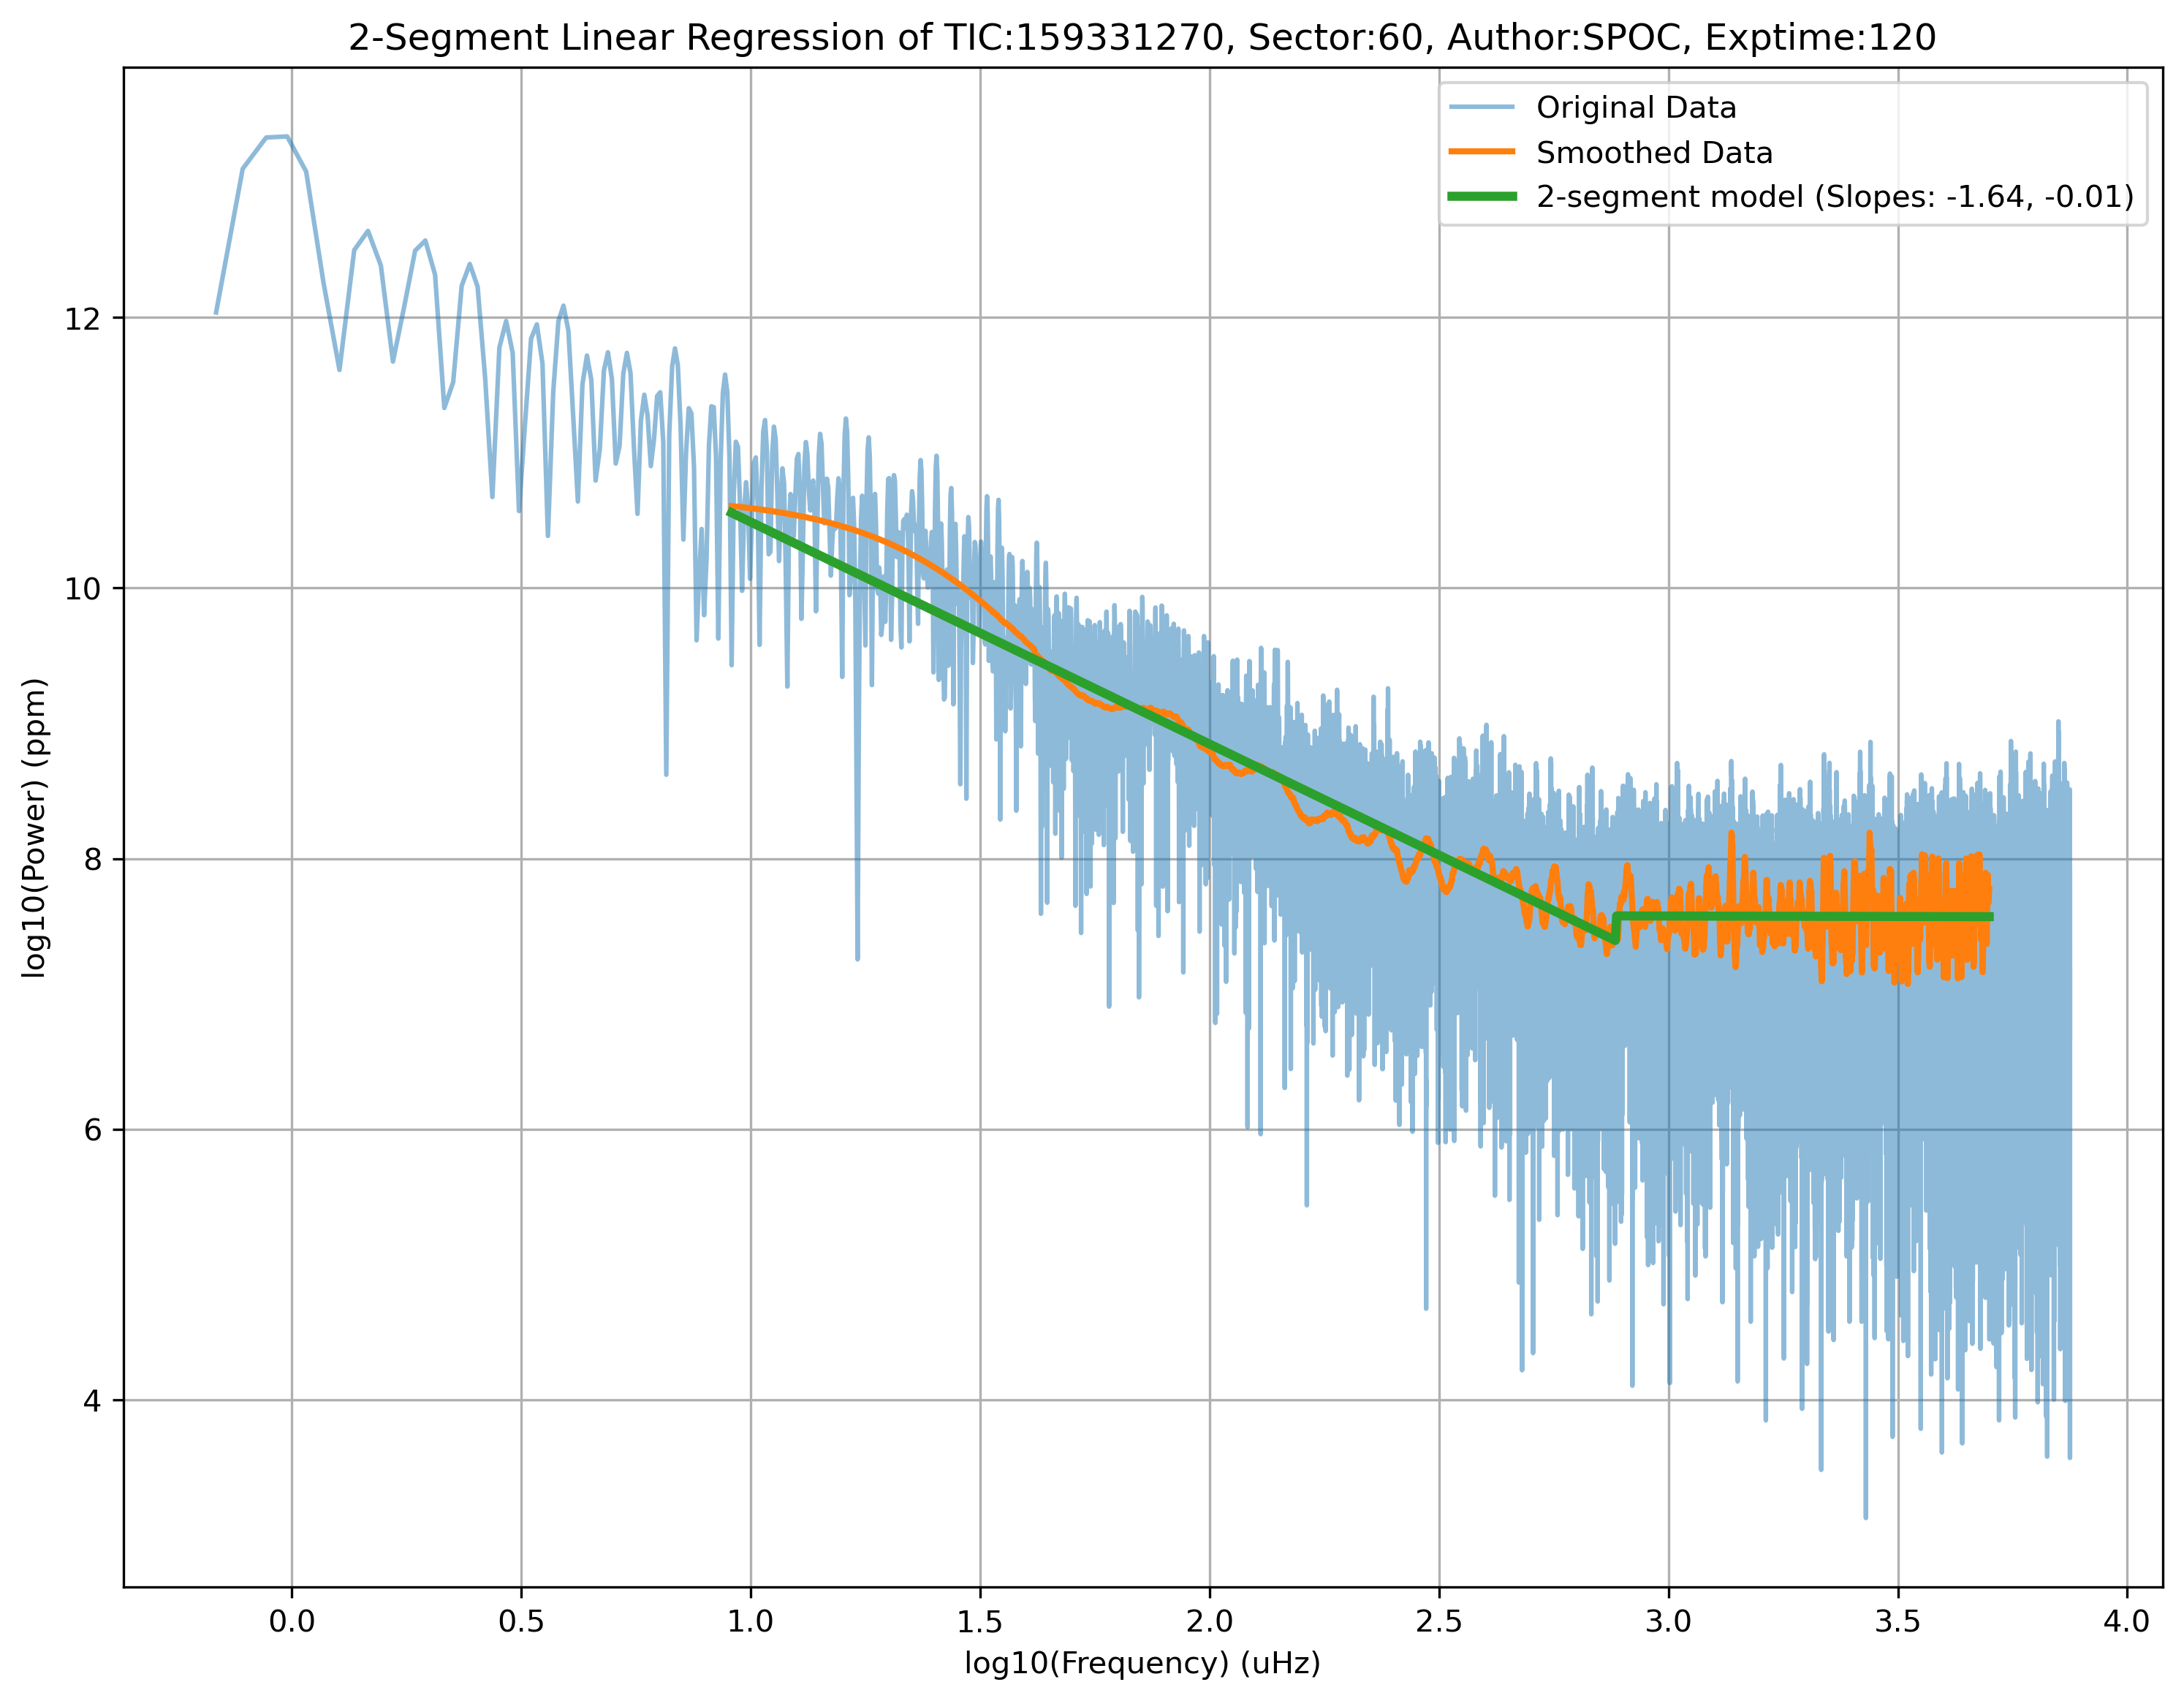 2-Segment Linear Regression of TIC:159331270, Sector:60, Author:SPOC, Exptime:120
Original Data
Smoothed Data
2-segment model (Slopes: -1.64, -0.01)
log10(Power) (ppm)
12
10
8
6
4
0.0 0.5 1.0 1.5 2.0 2.5 3.0 3.5 4.0
log10(Frequency) (uHz)